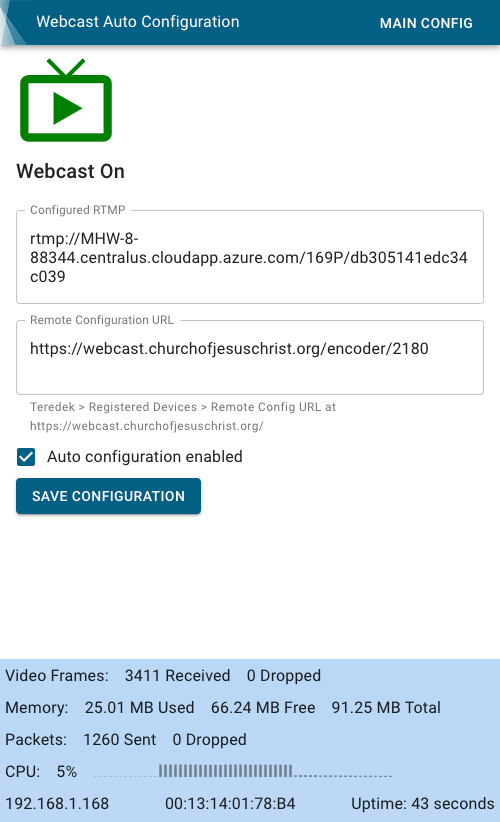 Webcast Auto Configuration MAIN CONFIG
Webcast On
Configured RTMP
rtmp://MHW-8-
88344.centralus.cloudapp.azure.com/169P/db305141edc34
c039
Remote Configuration URL
https://webcast.churchofjesuschrist.org/encoder/2180
Teredek > Registered Devices > Remote Config URL at
https://webcast.churchofjesuschrist.org/
Auto configuration enabled
SAVE CONFIGURATION
Video Frames: 3411 Received 0 Dropped
Memory: 25.01 MB Used 66.24 MB Free 91.25 MB Total
Packets: 1260 Sent 0 Dropped
CPU: 5%
192.168.1.168 00:13:14:01:78:B4 Uptime: 43 seconds